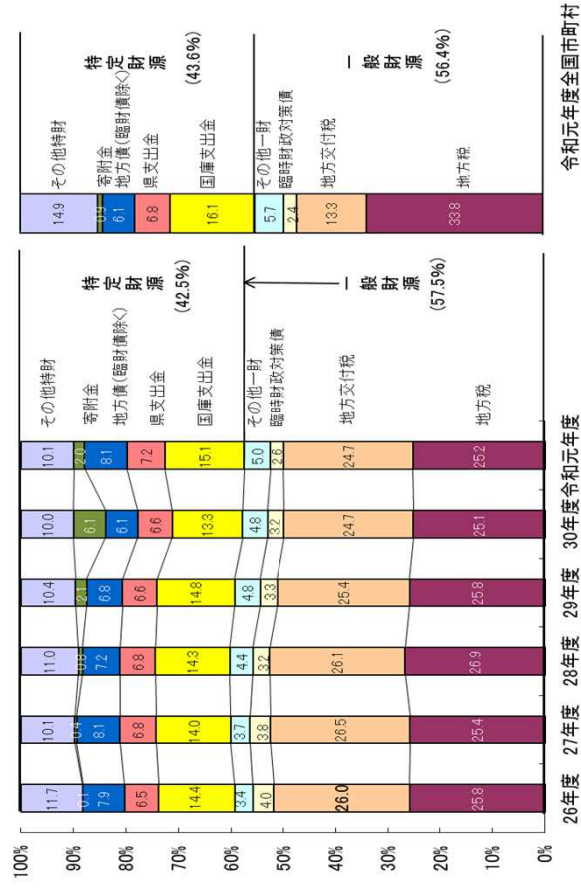 100%
90%
80%
70%
60%
50%
40%
30%
20%
10%
0%
11.7
0.1
7.9
6.5
14.4
3.4
4.0
26.0
25.8
26年度
10.1
0.4
8.1
6.8
14.0
3.7
3.8
26.5
25.4
27年度
11.0
0.8
7.2
6.8
14.3
4.4
3.2
26.1
26.9
28年度
10.4
2.1
6.8
6.6
14.8
4.8
3.3
25.4
25.8
29年度
10.0
6.1
6.1
6.6
13.3
4.8
3.2
24.7
25.1
30年度
10.1
2.0
8.1
7.2
15.1
5.0
2.6
24.7
25.2
令和元年度
その他特財
寄附金
地方債(臨財債除く)
県支出金
国庫支出金
その他一財
臨時財政対策債
地方交付税
地方税
特定財源
(42.5%)
一般財源
(57.5%)
14.9
0.9
6.1
6.8
16.1
5.7
2.4
13.3
33.8
その他特財
寄附金
地方債(臨財債除く)
県支出金
国庫支出金
その他一財
臨時財政対策債
地方交付税
地方税
特定財源
(43.6%)
一般財源
(56.4%)
令和元年度全国市町村